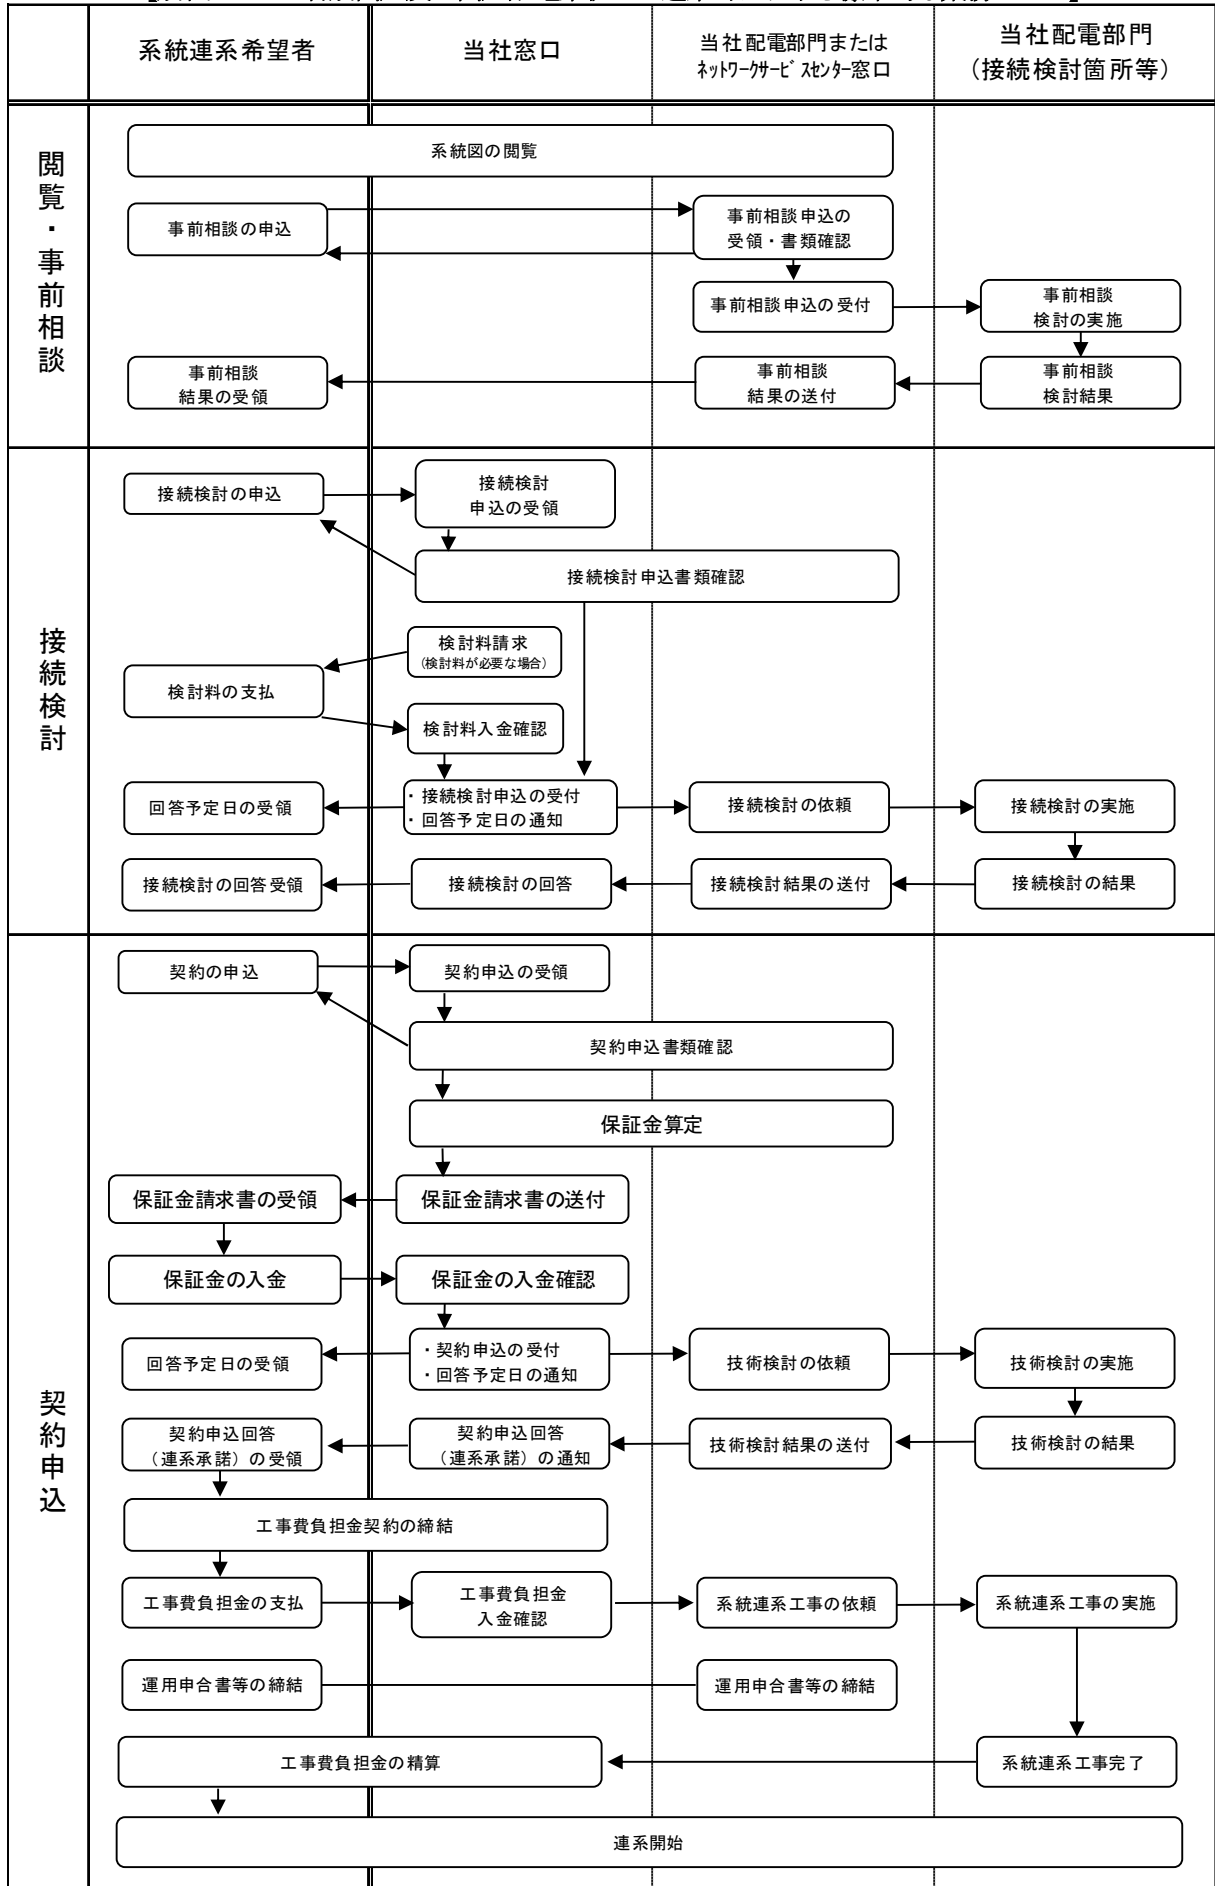 系統連系希望者
当社窓口
当社配電部門または
ネットワークサービスセンター窓口
当社配電部門
（接続検討箇所等）
閲覧・事前相談
系統図の閲覧
事前相談の申込
事前相談申込の
受領・書類確認
事前相談申込の受付
事前相談
検討の実施
事前相談
結果の受領
事前相談
結果の送付
事前相談
検討結果
接続検討
接続検討の申込
接続検討
申込の受領
接続検討申込書類確認
検討料請求
（検討料が必要な場合）
検討料の支払
検討料入金確認
回答予定日の受領
・接続検討申込の受付
・回答予定日の通知
接続検討の依頼
接続検討の実施
接続検討の回答受領
接続検討の回答
接続検討結果の送付
接続検討の結果
契約申込
契約の申込
契約申込の受領
契約申込書類確認
保証金算定
保証金請求書の受領
保証金請求書の送付
保証金の入金
保証金の入金確認
回答予定日の受領
・契約申込の受付
・回答予定日の通知
技術検討の依頼
技術検討の実施
契約申込回答
（連系承諾）の受領
契約申込回答
（連系承諾）の通知
技術検討結果の送付
技術検討の結果
工事費負担金契約の締結
工事費負担金の支払
工事費負担金
入金確認
系統連系工事の依頼
系統連系工事の実施
運用申合書等の締結
運用申合書等の締結
工事費負担金の精算
系統連系工事完了
連系開始